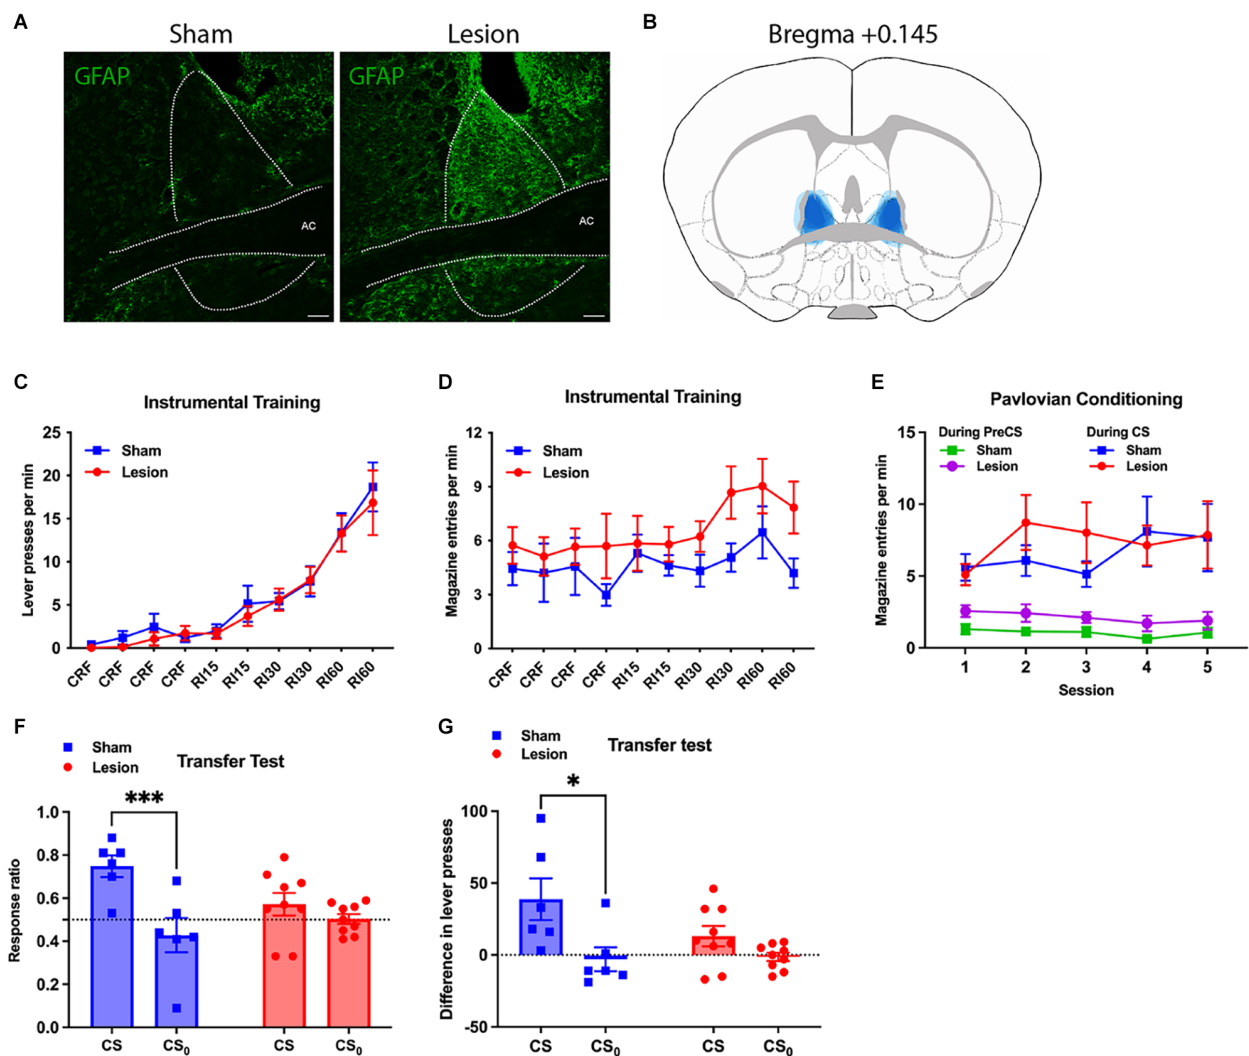 A
Sham
Lesion
GFAP
GFAP
AC
AC
B
Bregma +0.145
C
Instrumental Training
Sham
Lesion
Lever presses per min
25
20
15
10
5
0
CRF CRF CRF CRF RI15 RI15 RI30 RI30 RI60 RI60
D
Instrumental Training
Sham
Lesion
Magazine entries per min
12
9
6
3
0
CRF CRF CRF CRF RI15 RI15 RI30 RI30 RI60 RI60
E
Pavlovian Conditioning
During PreCS During CS
Sham Sham
Lesion Lesion
Magazine entries per min
15
10
5
0
1 2 3 4 5
Session
F
Sham
Lesion
Transfer Test
***
Response ratio
1.0
0.8
0.6
0.4
0.2
0.0
CS CS₀ CS CS₀
G
Sham
Lesion
Transfer test
*
Difference in lever presses
100
50
0
-50
CS CS₀ CS CS₀